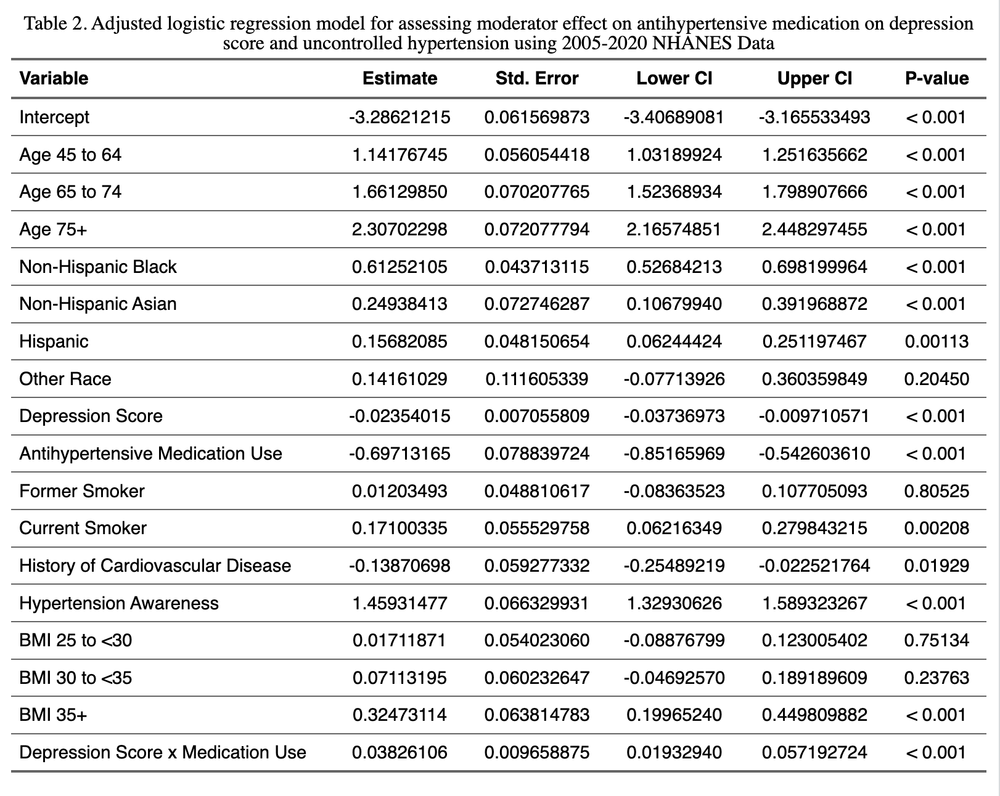 Table 2. Adjusted logistic regression model for assessing moderator effect on antihypertensive medication on depression
score and uncontrolled hypertension using 2005-2020 NHANES Data
Variable Estimate Std. Error Lower CI Upper CI P-value
Intercept -3.28621215 0.061569873 -3.40689081 -3.165533493 < 0.001
Age 45 to 64 1.14176745 0.056054418 1.03189924 1.251635662 < 0.001
Age 65 to 74 1.66129850 0.070207765 1.52368934 1.798907666 < 0.001
Age 75+ 2.30702298 0.072077794 2.16574851 2.448297455 < 0.001
Non-Hispanic Black 0.61252105 0.043713115 0.52684213 0.698199964 < 0.001
Non-Hispanic Asian 0.24938413 0.072746287 0.10679940 0.391968872 < 0.001
Hispanic 0.15682085 0.048150654 0.06244424 0.251197467 0.00113
Other Race 0.14161029 0.111605339 -0.07713926 0.360359849 0.20450
Depression Score -0.02354015 0.007055809 -0.03736973 -0.009710571 < 0.001
Antihypertensive Medication Use -0.69713165 0.078839724 -0.85165969 -0.542603610 < 0.001
Former Smoker 0.01203493 0.048810617 -0.08363523 0.107705093 0.80525
Current Smoker 0.17100335 0.055529758 0.06216349 0.279843215 0.00208
History of Cardiovascular Disease -0.13870698 0.059277332 -0.25489219 -0.022521764 0.01929
Hypertension Awareness 1.45931477 0.066329931 1.32930626 1.589323267 < 0.001
BMI 25 to <30 0.01711871 0.054023060 -0.08876799 0.123005402 0.75134
BMI 30 to <35 0.07113195 0.060232647 -0.04692570 0.189189609 0.23763
BMI 35+ 0.32473114 0.063814783 0.19965240 0.449809882 < 0.001
Depression Score x Medication Use 0.03826106 0.009658875 0.01932940 0.057192724 < 0.001